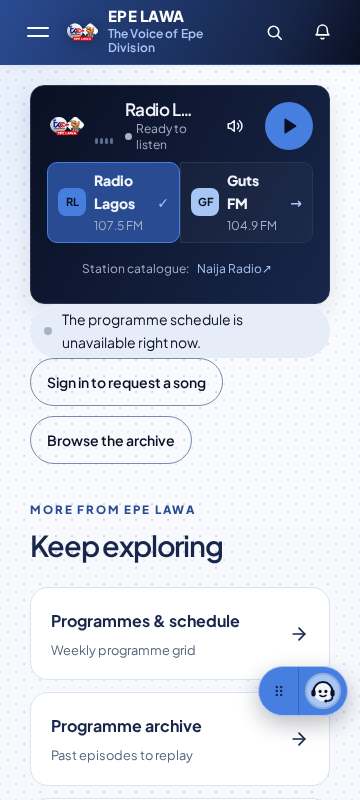 EPE LAWA
The Voice of Epe
Division
Radio L...
Ready to
listen
RL
Radio
Lagos
107.5 FM
✓
GF
Guts
FM
104.9 FM
→
Station catalogue: Naija Radio↗
The programme schedule is
unavailable right now.
Sign in to request a song
Browse the archive
MORE FROM EPE LAWA
Keep exploring
Programmes & schedule
Weekly programme grid
Programme archive
Past episodes to replay